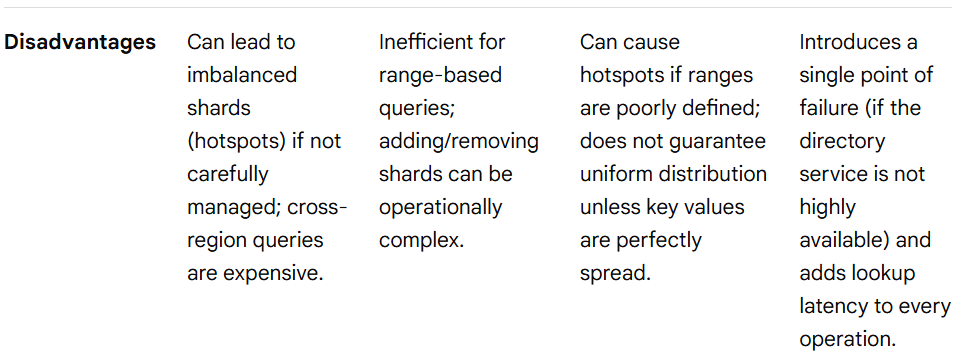 Disadvantages
Can lead to
imbalanced
shards
(hotspots) if not
carefully
managed; cross-
region queries
are expensive.
Inefficient for
range-based
queries;
adding/removing
shards can be
operationally
complex.
Can cause
hotspots if ranges
are poorly defined;
does not guarantee
uniform distribution
unless key values
are perfectly
spread.
Introduces a
single point of
failure (if the
directory
service is not
highly
available) and
adds lookup
latency to every
operation.